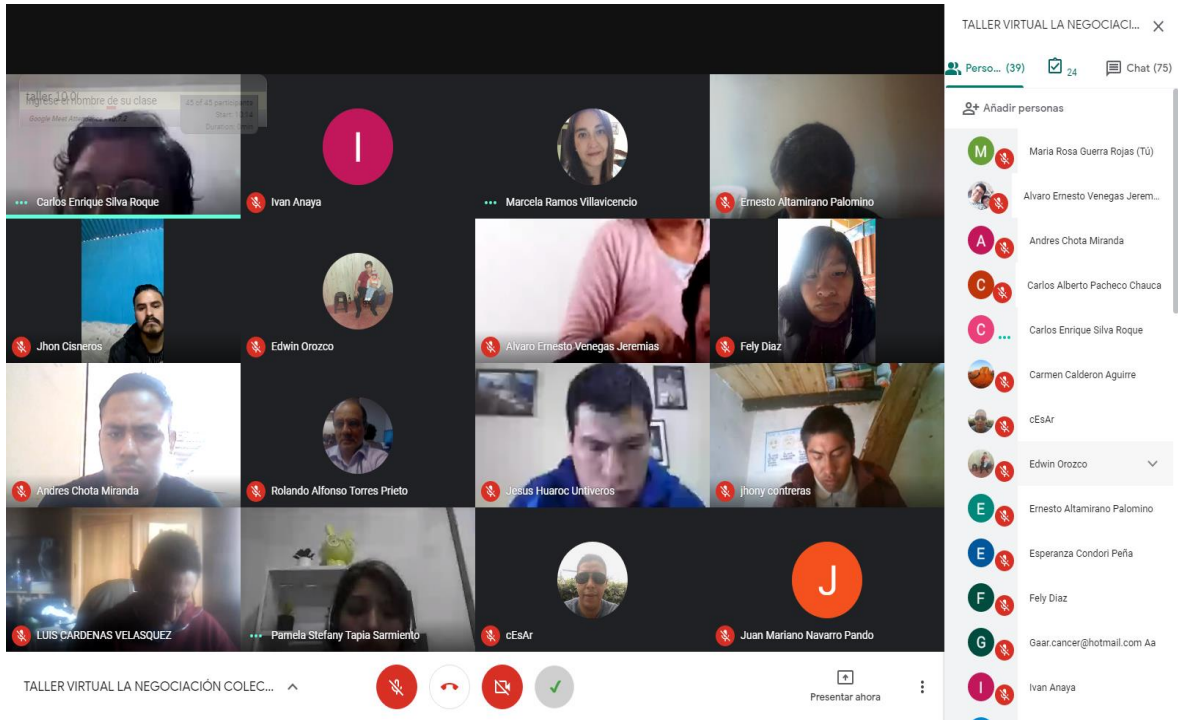 TALLER VIRTUAL LA NEGOCIACI...
Perso... (39)
24
Chat (75)
Añadir personas
M
Maria Rosa Guerra Rojas (Tú)
Alvaro Ernesto Venegas Jerem...
A
Andres Chota Miranda
C
Carlos Alberto Pacheco Chauca
C
Carlos Enrique Silva Roque
Carmen Calderon Aguirre
cEsAr
Edwin Orozco
E
Ernesto Altamirano Palomino
E
Esperanza Condori Peña
F
Fely Diaz
G
Gaar.cancer@hotmail.com Aa
I
Ivan Anaya
Ingrese el nombre de su clase
45 of 45 participants
Carlos Enrique Silva Roque
I
Ivan Anaya
Marcela Ramos Villavicencio
Ernesto Altamirano Palomino
Jhon Cisneros
Edwin Orozco
Alvaro Ernesto Venegas Jeremias
Fely Diaz
Andres Chota Miranda
Rolando Alfonso Torres Prieto
Jesus Huaroc Untiveros
jhony contreras
LUIS CARDENAS VELASQUEZ
Pamela Stefany Tapia Sarmiento
cEsAr
J
Juan Mariano Navarro Pando
TALLER VIRTUAL LA NEGOCIACIÓN COLEC...
Presentar ahora